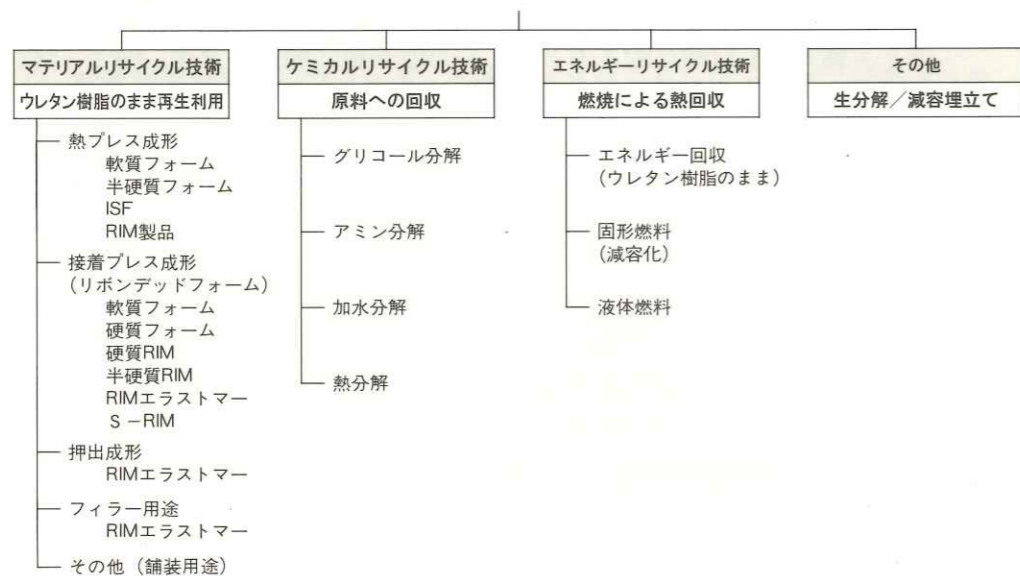 マテリアルリサイクル技術
ウレタン樹脂のまま再生利用
熱プレス成形
軟質フォーム
半硬質フォーム
ISF
RIM製品
接着プレス成形
(リボンデッドフォーム)
軟質フォーム
硬質フォーム
硬質RIM
半硬質RIM
RIMエラストマー
S－RIM
押出成形
RIMエラストマー
フィラー用途
RIMエラストマー
その他（舗装用途）
ケミカルリサイクル技術
原料への回収
グリコール分解
アミン分解
加水分解
熱分解
エネルギーリサイクル技術
燃焼による熱回収
エネルギー回収
(ウレタン樹脂のまま)
固形燃料
(減容化)
液体燃料
その他
生分解／減容埋立て